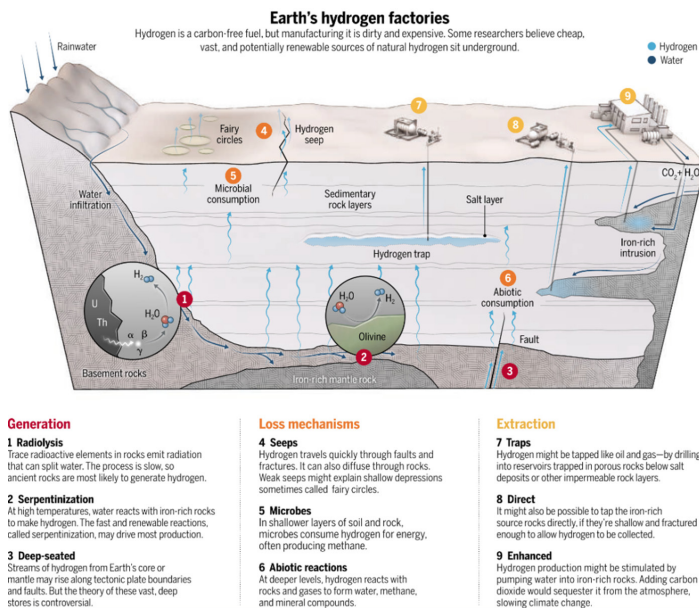 Earth's hydrogen factories
Hydrogen is a carbon-free fuel, but manufacturing it is dirty and expensive. Some researchers believe cheap,
vast, and potentially renewable sources of natural hydrogen sit underground.
Hydrogen
Water
Rainwater
Fairy
circles
4
Hydrogen
seep
7
8
9
5
Microbial
consumption
Water
infiltration
Sedimentary
rock layers
Salt layer
CO2 + H2O
Iron-rich
intrusion
Hydrogen trap
6
Abiotic
consumption
H2
H2O
U
Th
α β
γ
1
Basement rocks
H2O
H2
Olivine
2
Iron-rich mantle rock
Fault
3
Generation
1 Radiolysis
Trace radioactive elements in rocks emit radiation
that can split water. The process is slow, so
ancient rocks are most likely to generate hydrogen.
2 Serpentinization
At high temperatures, water reacts with iron-rich rocks
to make hydrogen. The fast and renewable reactions,
called serpentinization, may drive most production.
3 Deep-seated
Streams of hydrogen from Earth's core or
mantle may rise along tectonic plate boundaries
and faults. But the theory of these vast, deep
stores is controversial.
Loss mechanisms
4 Seeps
Hydrogen travels quickly through faults and
fractures. It can also diffuse through rocks.
Weak seeps might explain shallow depressions
sometimes called fairy circles.
5 Microbes
In shallower layers of soil and rock,
microbes consume hydrogen for energy,
often producing methane.
6 Abiotic reactions
At deeper levels, hydrogen reacts with
rocks and gases to form water, methane,
and mineral compounds.
Extraction
7 Traps
Hydrogen might be tapped like oil and gas—by drilling
into reservoirs trapped in porous rocks below salt
deposits or other impermeable rock layers.
8 Direct
It might also be possible to tap the iron-rich
source rocks directly, if they're shallow and fractured
enough to allow hydrogen to be collected.
9 Enhanced
Hydrogen production might be stimulated by
pumping water into iron-rich rocks. Adding carbon
dioxide would sequester it from the atmosphere,
slowing climate change.